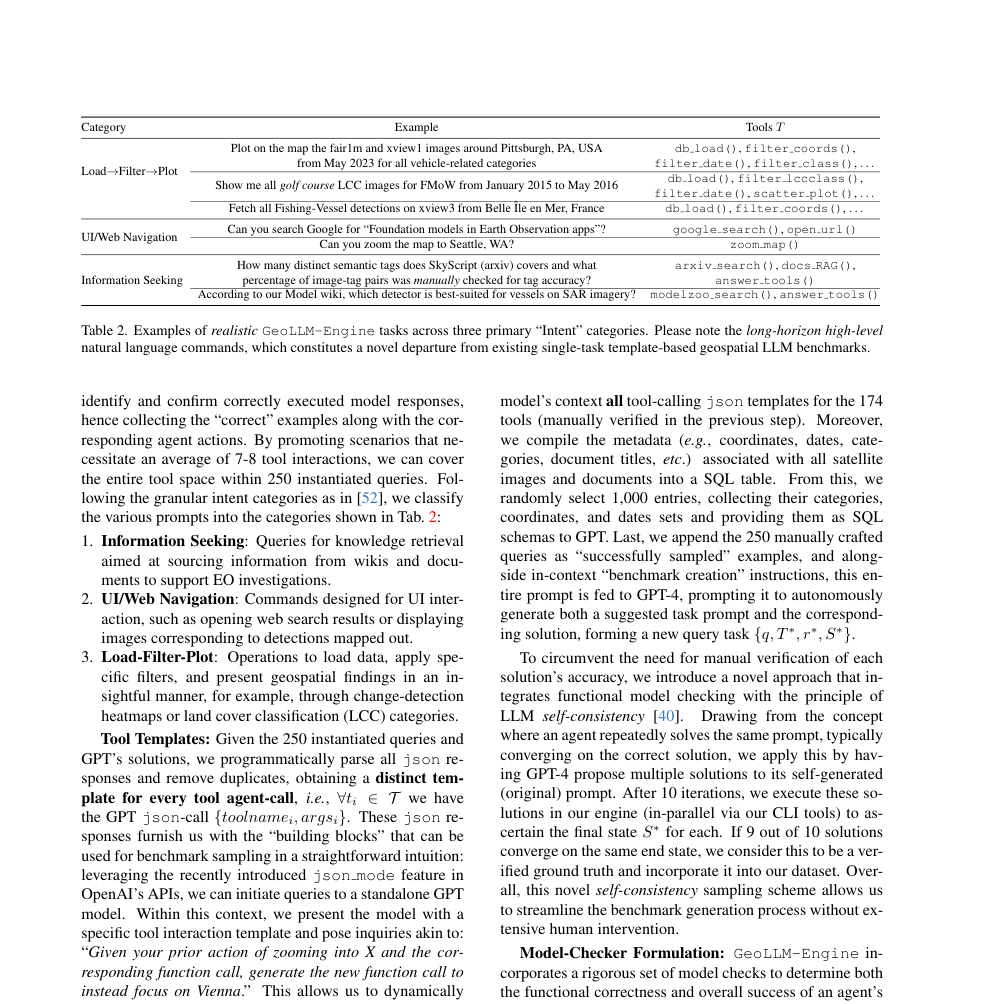 Category Example Tools T
Load→Filter→Plot
Plot on the map the fair1m and xview1 images around Pittsburgh, PA, USA
from May 2023 for all vehicle-related categories
db_load(), filter_coords(),
filter_date(), filter_class(),...
Show me all golf course LCC images for FMoW from January 2015 to May 2016
db_load(), filter_lccclass(),
filter_date(), scatter_plot(),...
Fetch all Fishing-Vessel detections on xview3 from Belle Île en Mer, France
db_load(), filter_coords(),...
UI/Web Navigation
Can you search Google for “Foundation models in Earth Observation apps”?
google_search(), open_url()
Can you zoom the map to Seattle, WA?
zoom_map()
Information Seeking
How many distinct semantic tags does SkyScript (arxiv) covers and what
percentage of image-tag pairs was manually checked for tag accuracy?
arxiv_search(), docs_RAG(),
answer_tools()
According to our Model wiki, which detector is best-suited for vessels on SAR imagery?
modelzoo_search(), answer_tools()
Table 2. Examples of realistic GeoLLM-Engine tasks across three primary “Intent” categories. Please note the long-horizon high-level
natural language commands, which constitutes a novel departure from existing single-task template-based geospatial LLM benchmarks.
identify and confirm correctly executed model responses,
hence collecting the “correct” examples along with the cor-
responding agent actions. By promoting scenarios that ne-
cessitate an average of 7-8 tool interactions, we can cover
the entire tool space within 250 instantiated queries. Fol-
lowing the granular intent categories as in [52], we classify
the various prompts into the categories shown in Tab. 2:
1. Information Seeking: Queries for knowledge retrieval
aimed at sourcing information from wikis and docu-
ments to support EO investigations.
2. UI/Web Navigation: Commands designed for UI inter-
action, such as opening web search results or displaying
images corresponding to detections mapped out.
3. Load-Filter-Plot: Operations to load data, apply spe-
cific filters, and present geospatial findings in an in-
sightful manner, for example, through change-detection
heatmaps or land cover classification (LCC) categories.
Tool Templates: Given the 250 instantiated queries and
GPT’s solutions, we programmatically parse all json re-
sponses and remove duplicates, obtaining a distinct tem-
plate for every tool agent-call, i.e., ∀tᵢ ∈ 𝒯 we have
the GPT json-call {toolnameᵢ, argsᵢ}. These json re-
sponses furnish us with the “building blocks” that can be
used for benchmark sampling in a straightforward intuition:
leveraging the recently introduced json_mode feature in
OpenAI’s APIs, we can initiate queries to a standalone GPT
model. Within this context, we present the model with a
specific tool interaction template and pose inquiries akin to:
“Given your prior action of zooming into X and the cor-
responding function call, generate the new function call to
instead focus on Vienna.” This allows us to dynamically
model’s context all tool-calling json templates for the 174
tools (manually verified in the previous step). Moreover,
we compile the metadata (e.g., coordinates, dates, cate-
gories, document titles, etc.) associated with all satellite
images and documents into a SQL table. From this, we
randomly select 1,000 entries, collecting their categories,
coordinates, and dates sets and providing them as SQL
schemas to GPT. Last, we append the 250 manually crafted
queries as “successfully sampled” examples, and along-
side in-context “benchmark creation” instructions, this en-
tire prompt is fed to GPT-4, prompting it to autonomously
generate both a suggested task prompt and the correspond-
ing solution, forming a new query task {q, T*, r*, S*}.
To circumvent the need for manual verification of each
solution’s accuracy, we introduce a novel approach that in-
tegrates functional model checking with the principle of
LLM self-consistency [40]. Drawing from the concept
where an agent repeatedly solves the same prompt, typically
converging on the correct solution, we apply this by hav-
ing GPT-4 propose multiple solutions to its self-generated
(original) prompt. After 10 iterations, we execute these so-
lutions in our engine (in-parallel via our CLI tools) to as-
certain the final state S* for each. If 9 out of 10 solutions
converge on the same end state, we consider this to be a ver-
ified ground truth and incorporate it into our dataset. Over-
all, this novel self-consistency sampling scheme allows us
to streamline the benchmark generation process without ex-
tensive human intervention.
Model-Checker Formulation: GeoLLM-Engine in-
corporates a rigorous set of model checks to determine both
the functional correctness and overall success of an agent’s